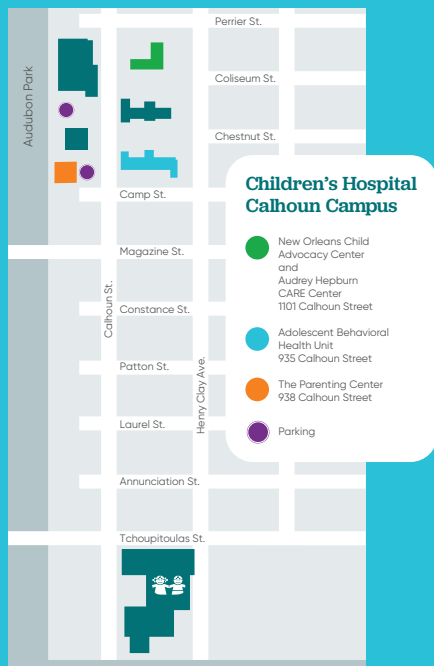 Perrier St.
Audubon Park
Coliseum St.
Chestnut St.
Camp St.
Children's Hospital
Calhoun Campus
New Orleans Child
Advocacy Center
and
Audrey Hepburn
CARE Center
1101 Calhoun Street
Adolescent Behavioral
Health Unit
935 Calhoun Street
The Parenting Center
938 Calhoun Street
Parking
Magazine St.
Calhoun St.
Constance St.
Patton St.
Henry Clay Ave.
Laurel St.
Annunciation St.
Tchoupitoulas St.